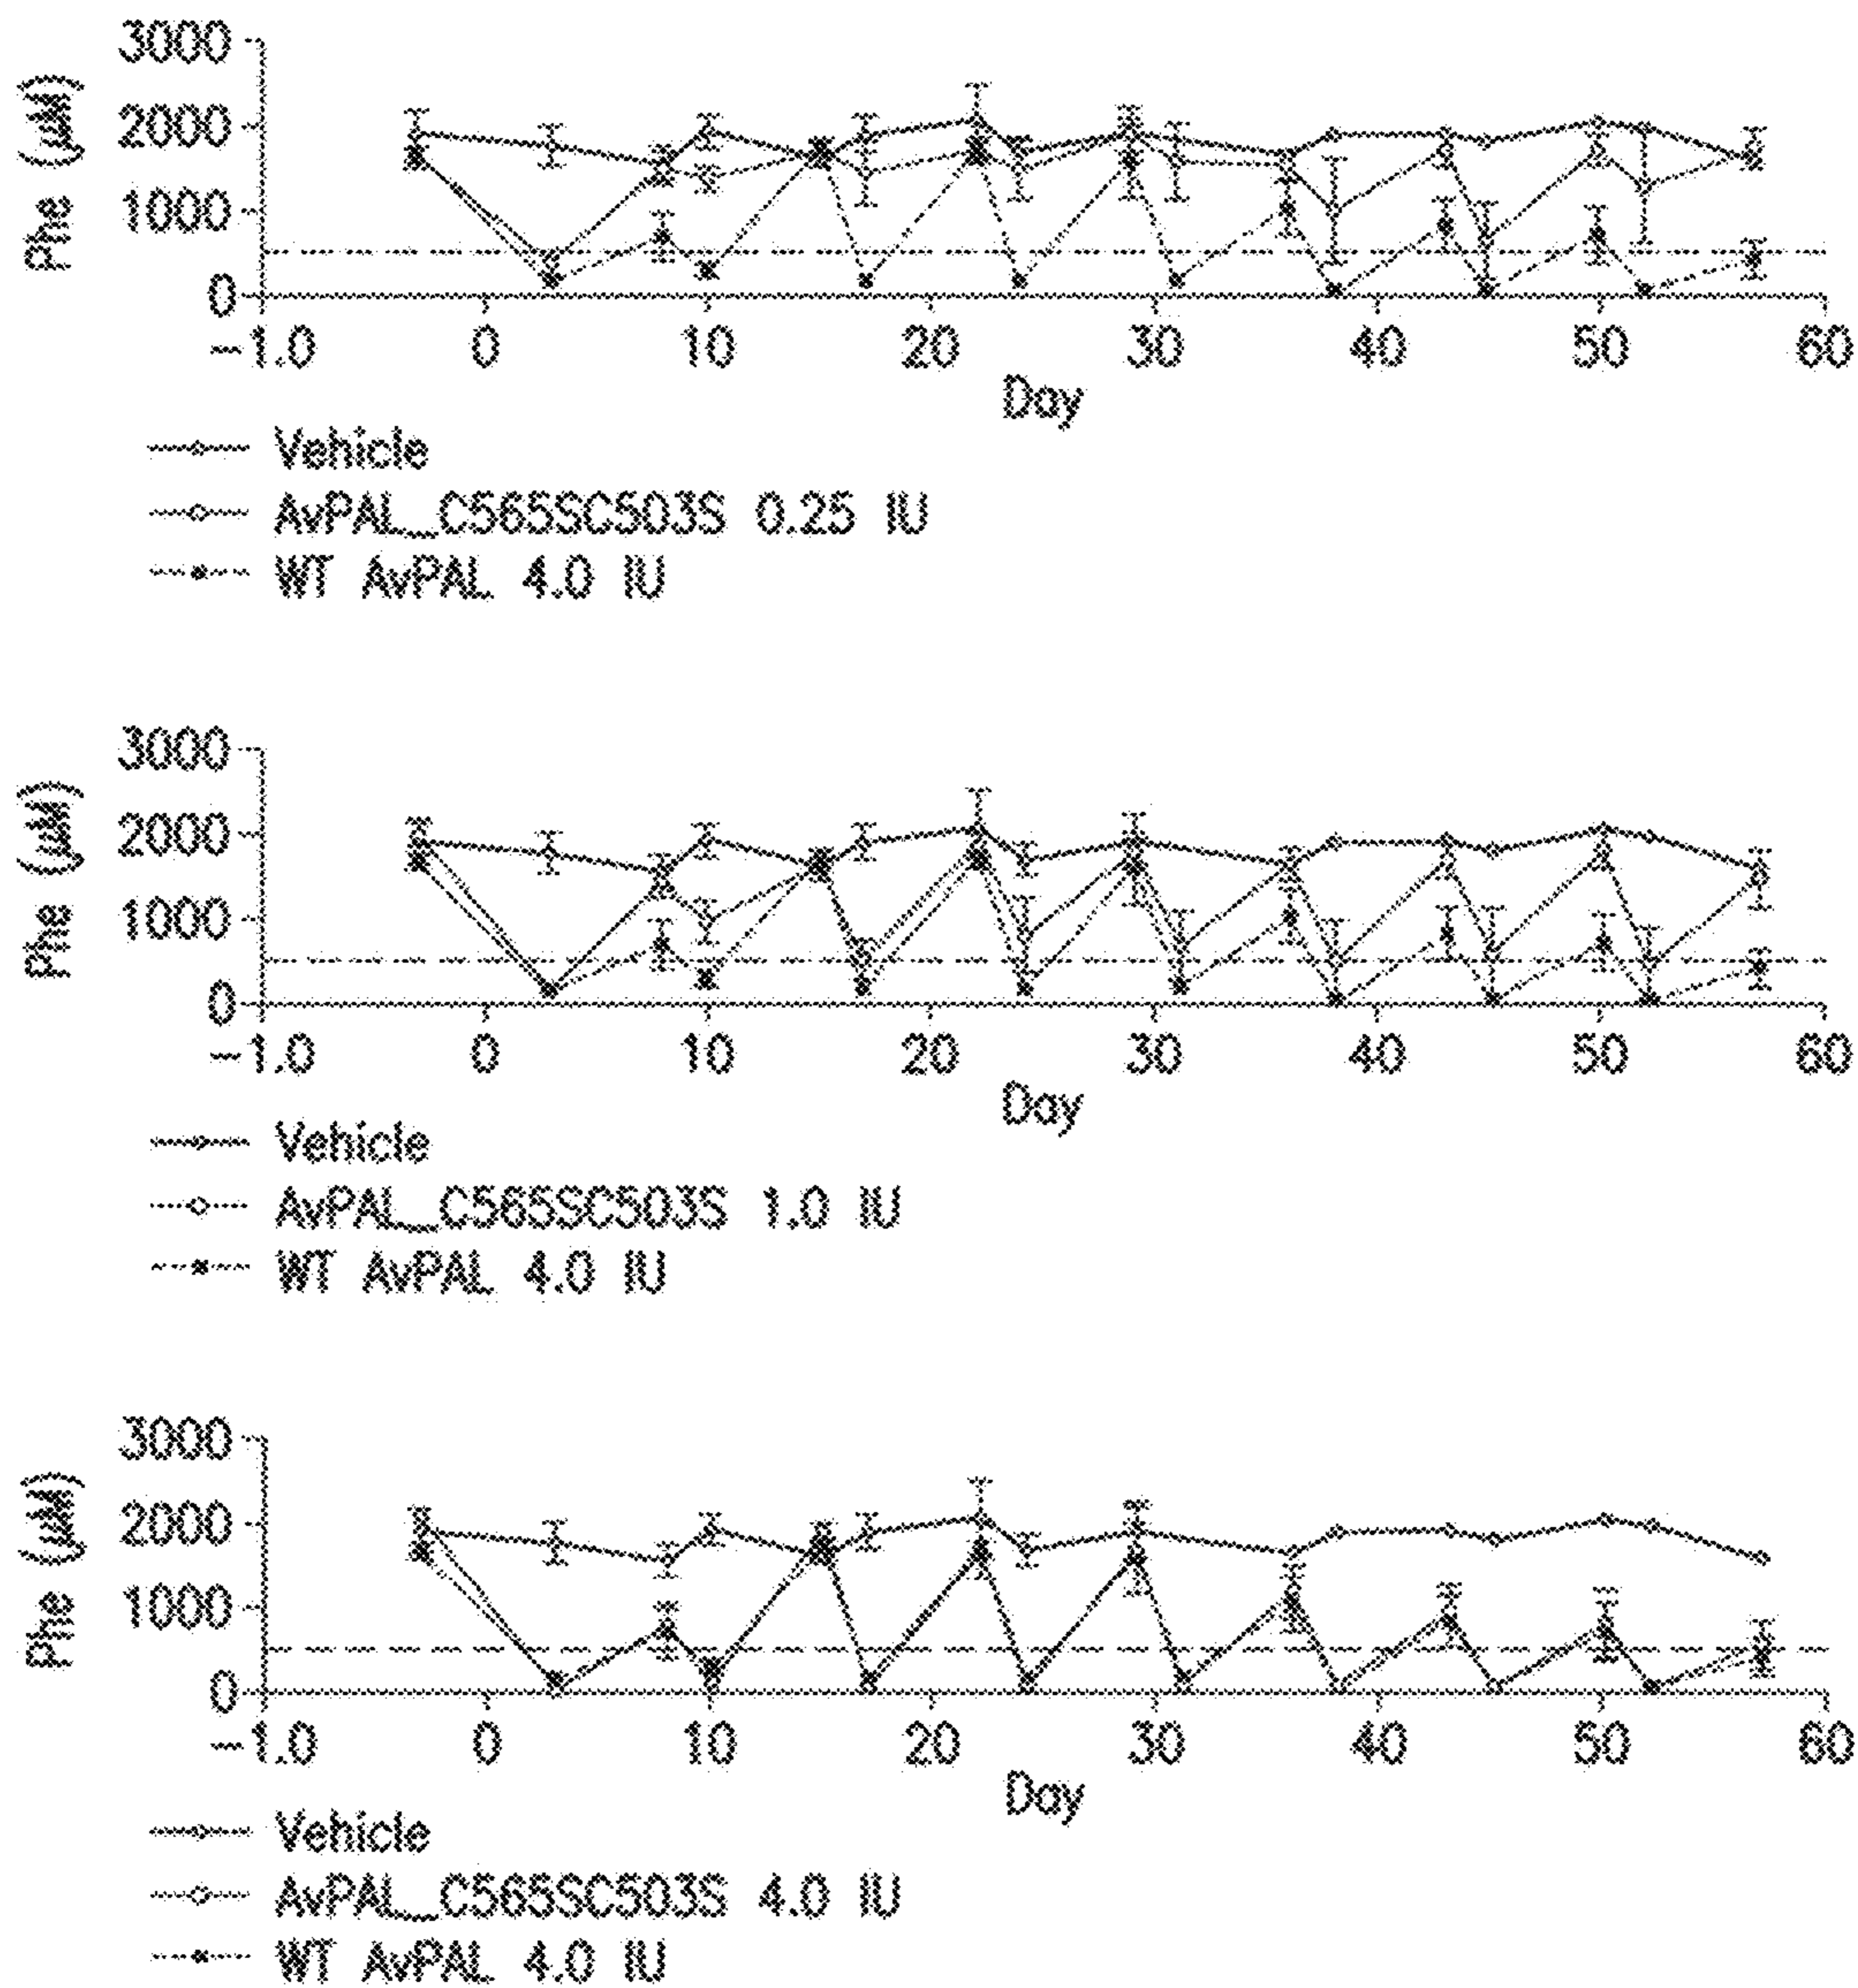 3000
2000
1000
0
Phe (μM)
-1.0 0 10 20 30 40 50 60
Day
Vehicle
AvPAL_C565SC503S 0.25 IU
WT AvPAL 4.0 IU
3000
2000
1000
0
Phe (μM)
-1.0 0 10 20 30 40 50 60
Day
Vehicle
AvPAL_C565SC503S 1.0 IU
WT AvPAL 4.0 IU
3000
2000
1000
0
Phe (μM)
-1.0 0 10 20 30 40 50 60
Day
Vehicle
AvPAL_C565SC503S 4.0 IU
WT AvPAL 4.0 IU